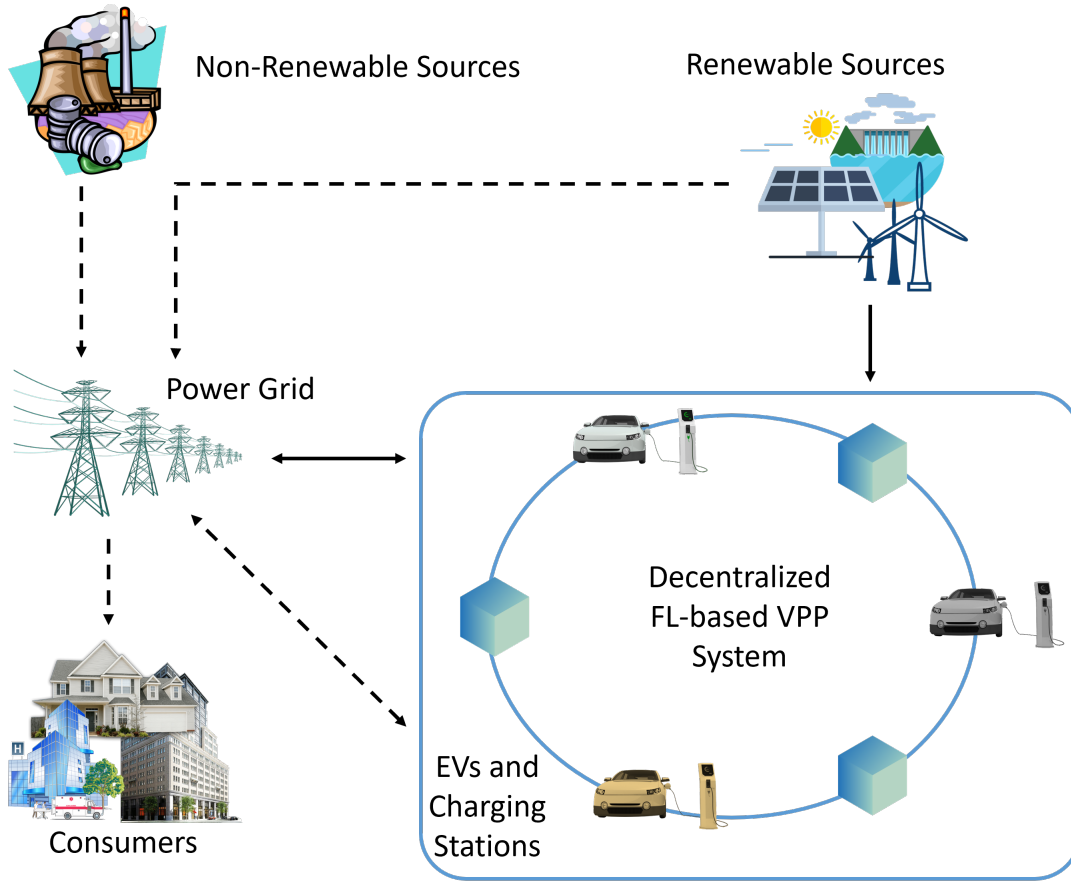 Non-Renewable Sources
Renewable Sources
Power Grid
Decentralized
FL-based VPP
System
EVs and
Charging
Stations
H
Consumers